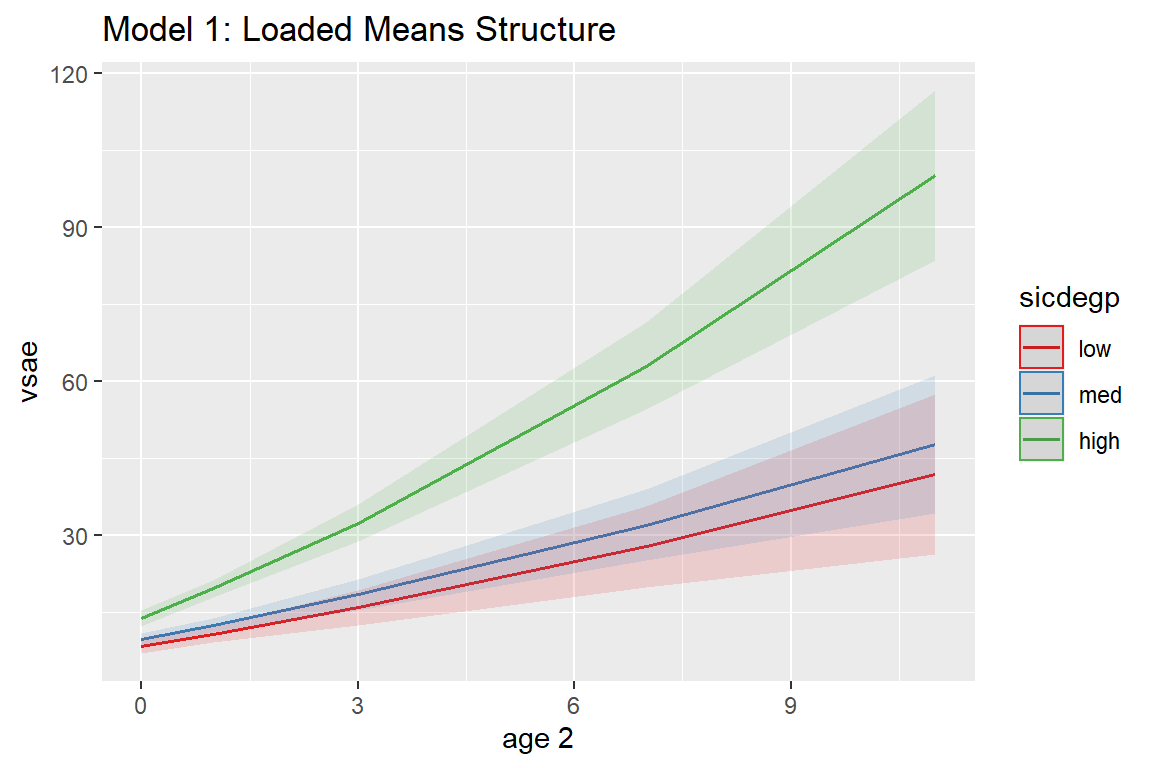 Model 1: Loaded Means Structure
120
90
60
30
vsae
0 3 6 9
age 2
sicdegp
low
med
high